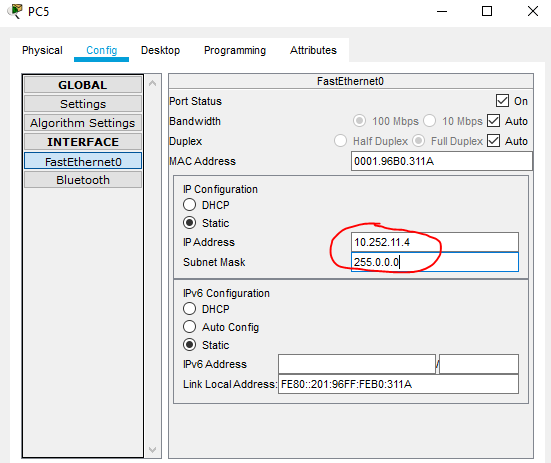 PC5
Physical Config Desktop Programming Attributes
GLOBAL
Settings
Algorithm Settings
INTERFACE
FastEthernet0
Bluetooth
FastEthernet0
Port Status On
Bandwidth 100 Mbps 10 Mbps Auto
Duplex Half Duplex Full Duplex Auto
MAC Address 0001.96B0.311A
IP Configuration
DHCP
Static
IP Address 10.252.11.4
Subnet Mask 255.0.0.0
IPv6 Configuration
DHCP
Auto Config
Static
IPv6 Address /
Link Local Address: FE80::201:96FF:FEB0:311A